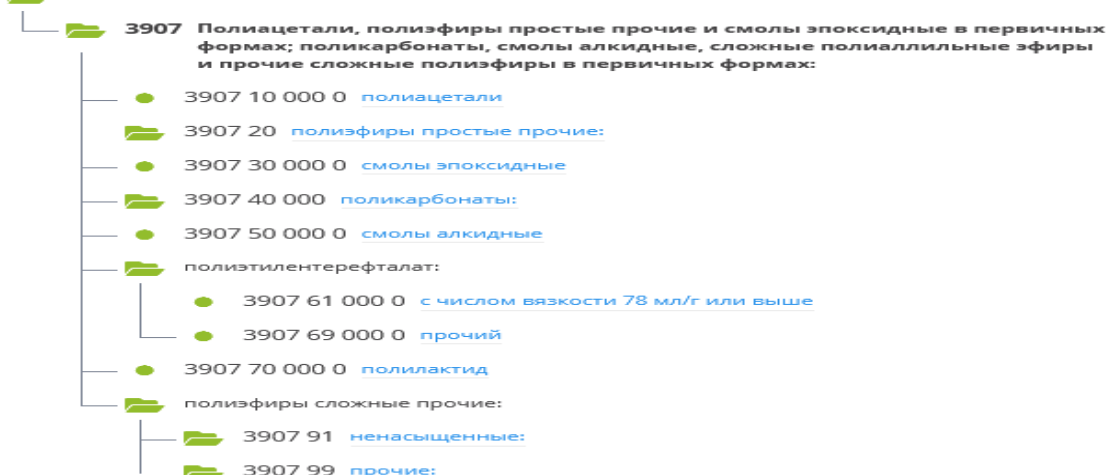 3907 Полиацетали, полиэфиры простые прочие и смолы эпоксидные в первичных
формах; поликарбонаты, смолы алкидные, сложные полиаллильные эфиры
и прочие сложные полиэфиры в первичных формах:
3907 10 000 0 полиацетали
3907 20 полиэфиры простые прочие:
3907 30 000 0 смолы эпоксидные
3907 40 000 поликарбонаты:
3907 50 000 0 смолы алкидные
полиэтилентерефталат:
3907 61 000 0 с числом вязкости 78 мл/г или выше
3907 69 000 0 прочий
3907 70 000 0 полилактид
полиэфиры сложные прочие:
3907 91 ненасыщенные:
3907 99 прочие: